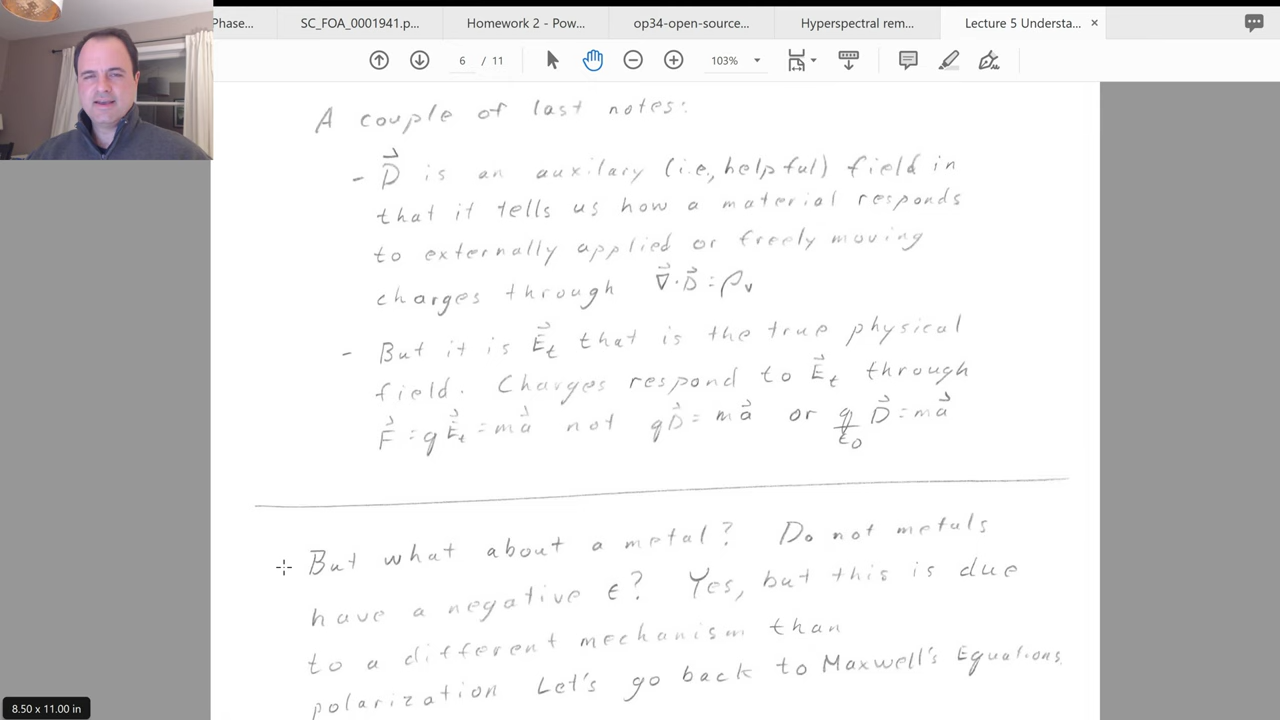 Phase...
SC_FOA_0001941.p...
Homework 2 - Pow...
op34-open-source...
Hyperspectral rem...
Lecture 5 Understa...
6 / 11
103%
A couple of last notes:
- D⃗ is an auxilary (i.e., helpful) field in
that it tells us how a material responds
to externally applied or freely moving
charges through ∇⃗·D⃗ = ρv
- But it is E⃗t that is the true physical
field. Charges respond to E⃗t through
F⃗ = qE⃗t = ma⃗ not qD⃗ = ma⃗ or q/ε0 D⃗ = ma⃗
But what about a metal? Do not metals
have a negative ε? Yes, but this is due
to a different mechanism than
polarization Let's go back to Maxwell's Equations.
8.50 x 11.00 in